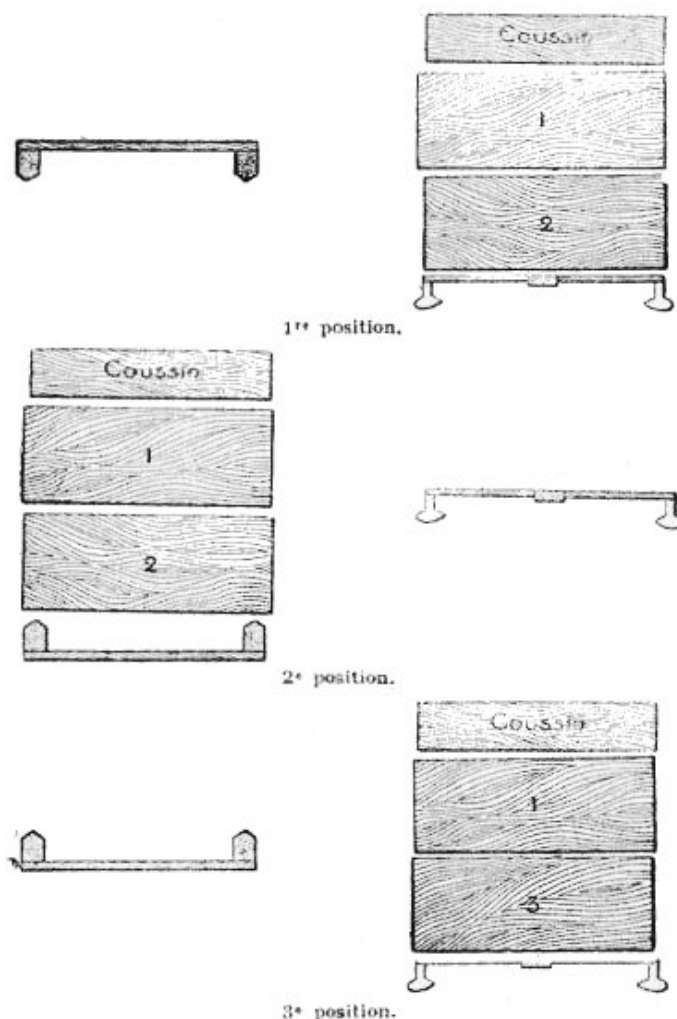 Coussin
1
2
1re position.
Coussin
1
2
2e position.
Coussin
1
3
3e position.